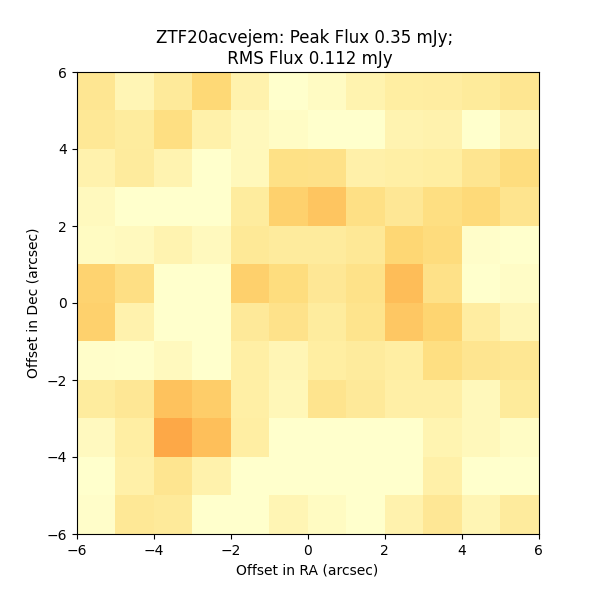 ZTF20acvejem: Peak Flux 0.35 mJy;
RMS Flux 0.112 mJy
6
4
2
0
−2
−4
−6
Offset in Dec (arcsec)
−6 −4 −2 0 2 4 6
Offset in RA (arcsec)